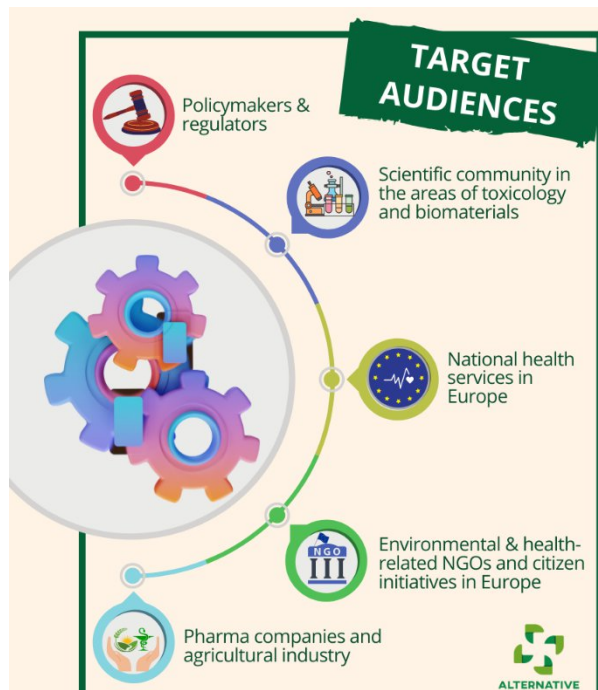 TARGET
AUDIENCES
Policymakers &
regulators
Scientific community in
the areas of toxicology
and biomaterials
National health
services in
Europe
NGO
Environmental & health-
related NGOs and citizen
initiatives in Europe
Pharma companies and
agricultural industry
ALTERNATIVE